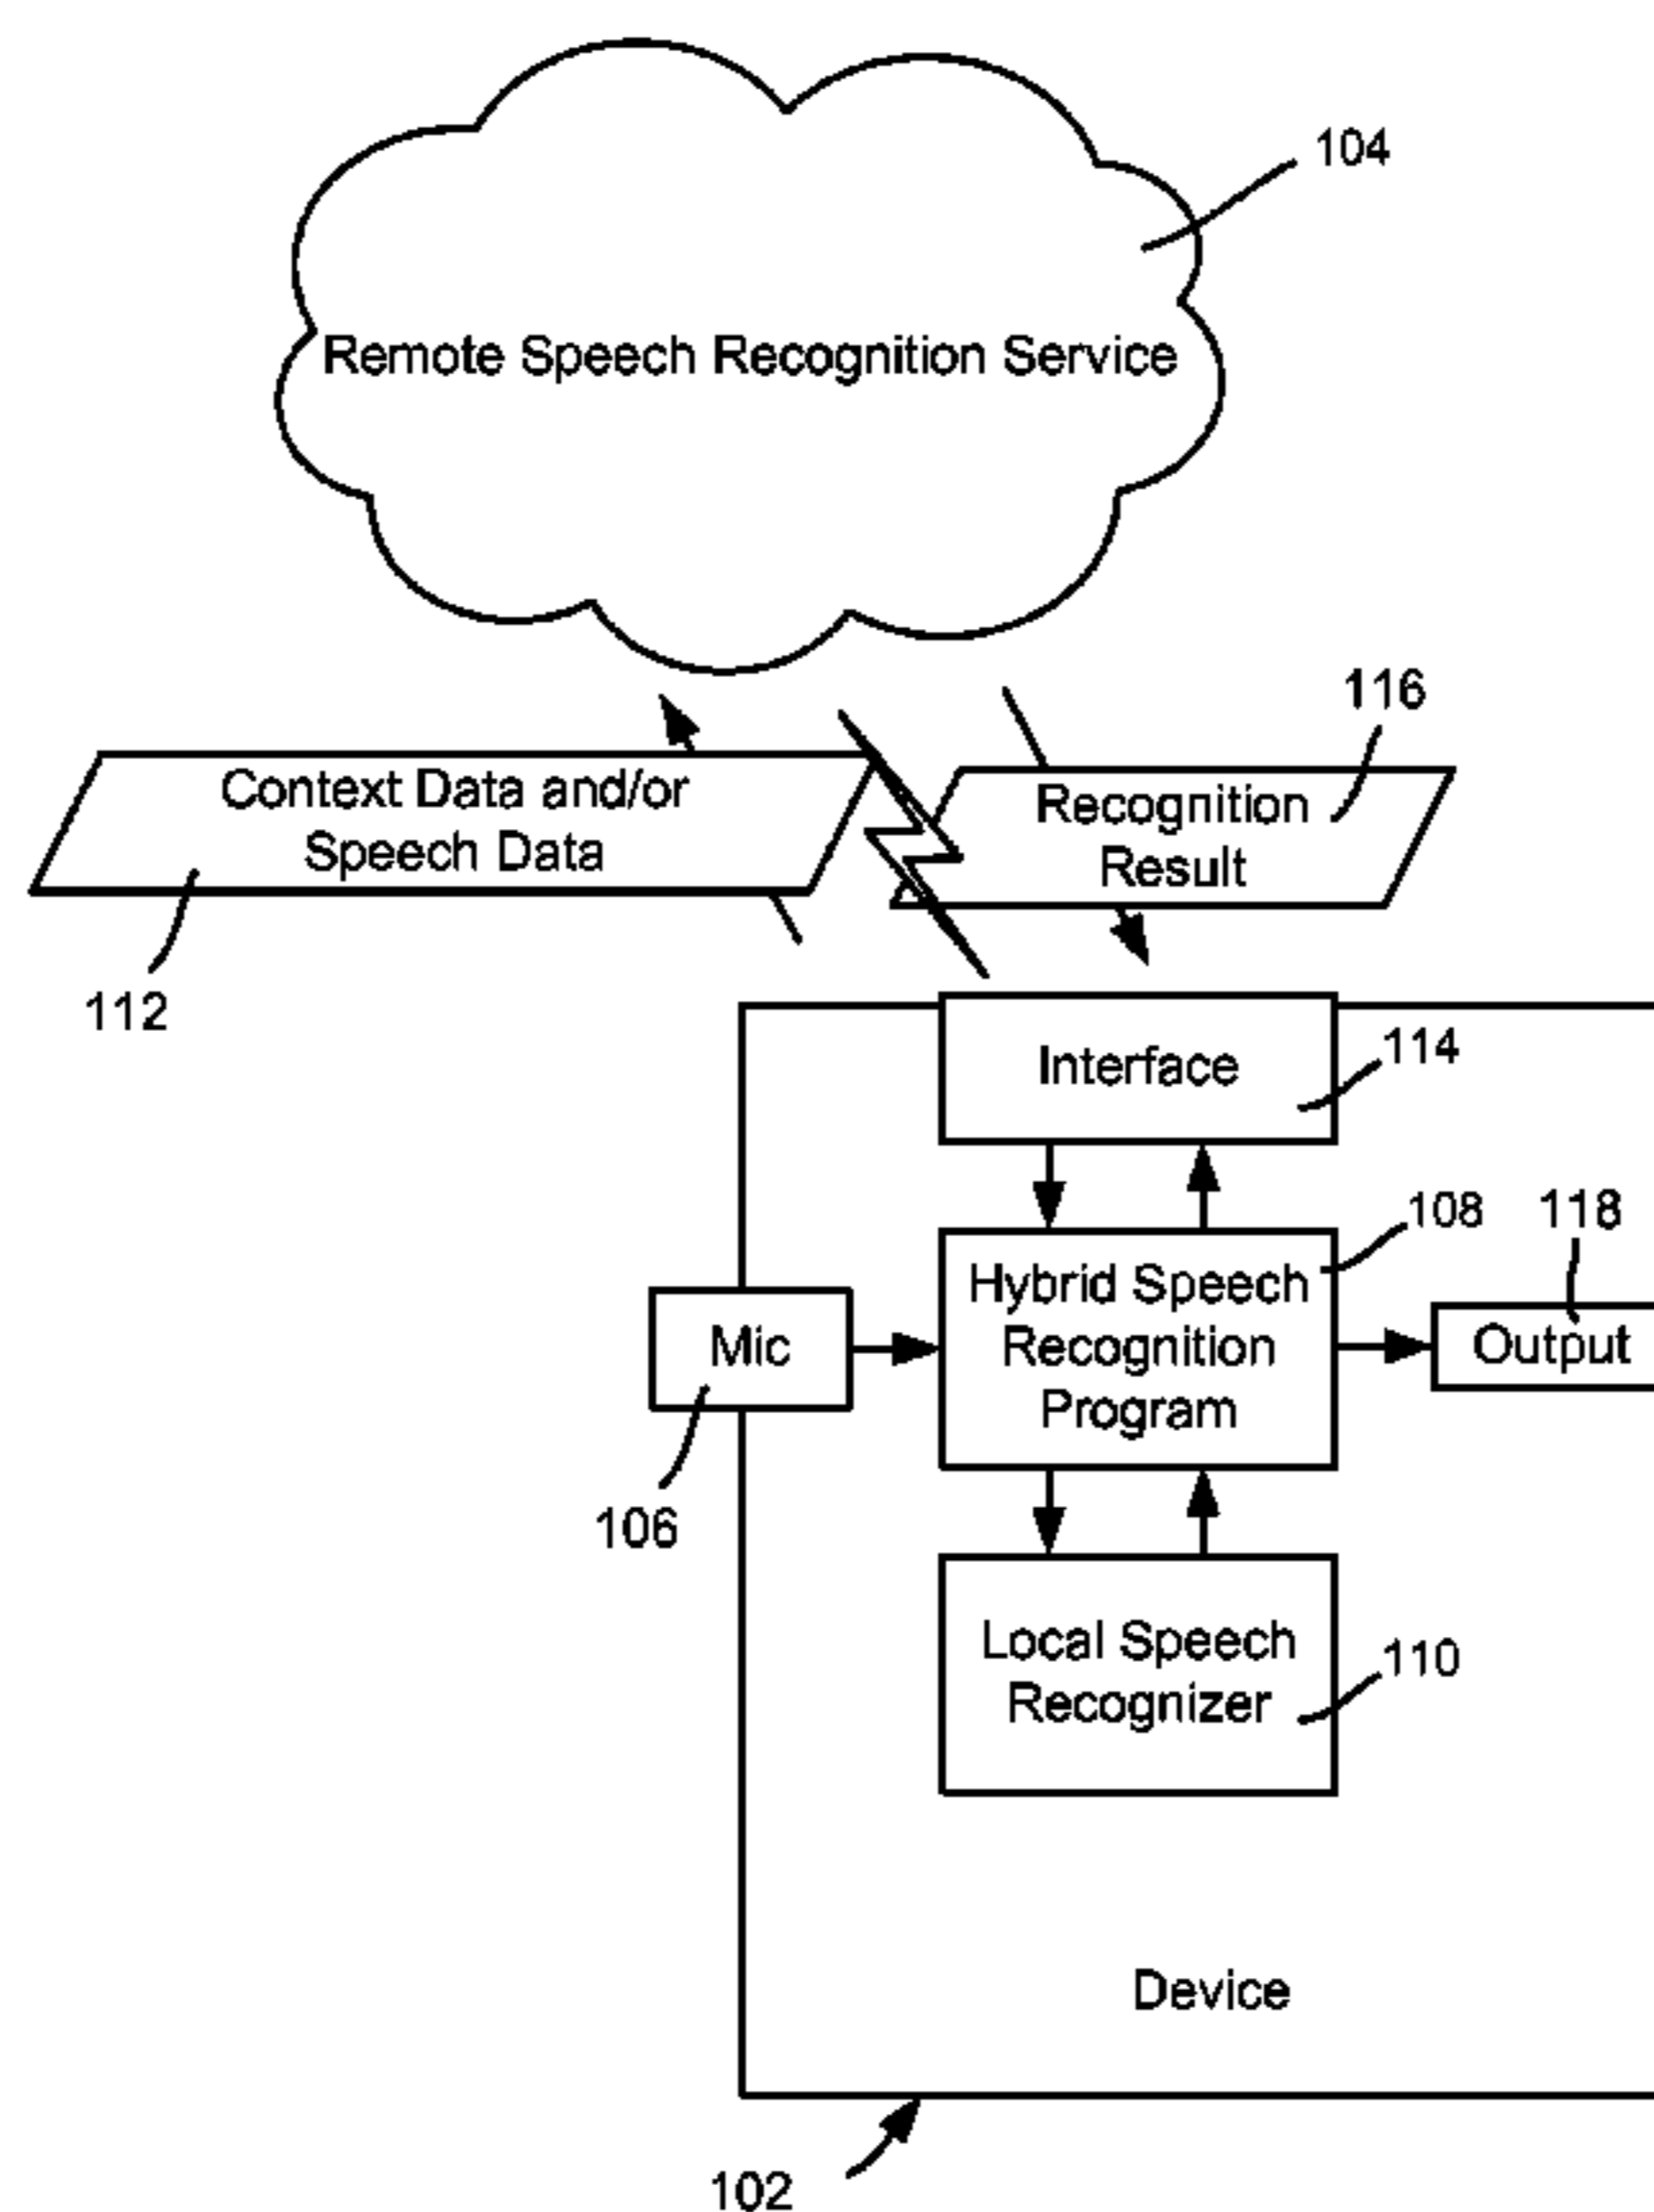 104
Remote Speech Recognition Service
116
Context Data and/or
Speech Data
Recognition
Result
112
Interface
114
108
118
Hybrid Speech
Recognition
Program
Mic
Output
106
Local Speech
Recognizer
110
Device
102